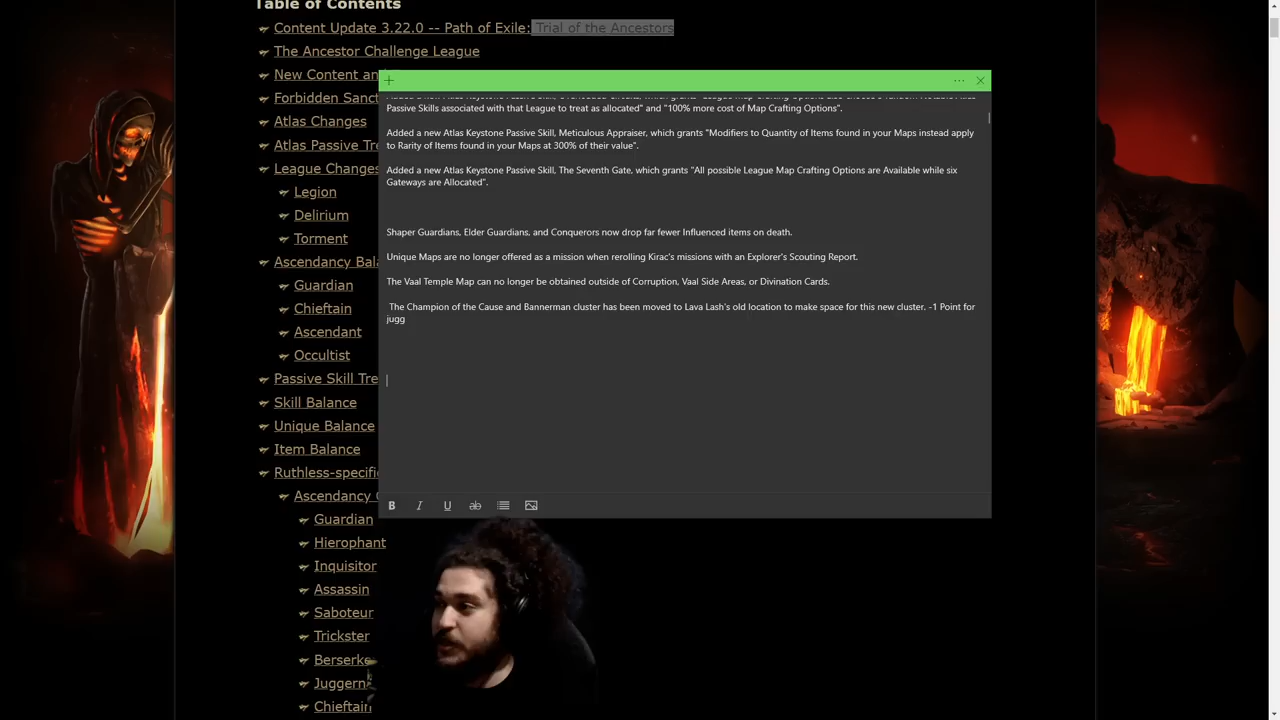 Table of Contents
Content Update 3.22.0 -- Path of Exile: Trial of the Ancestors
The Ancestor Challenge League
New Content an
Forbidden Sanct
Atlas Changes
Atlas Passive Tre
League Changes
Legion
Delirium
Torment
Ascendancy Bal
Guardian
Chieftain
Ascendant
Occultist
Passive Skill Tre
Skill Balance
Unique Balance
Item Balance
Ruthless-specifi
Ascendancy C
Guardian
Hierophant
Inquisitor
Assassin
Saboteur
Trickster
Berserke
Juggern
Chieftain
Passive Skills associated with that League to treat as allocated" and "100% more cost of Map Crafting Options".
Added a new Atlas Keystone Passive Skill, Meticulous Appraiser, which grants "Modifiers to Quantity of Items found in your Maps instead apply
to Rarity of Items found in your Maps at 300% of their value".
Added a new Atlas Keystone Passive Skill, The Seventh Gate, which grants "All possible League Map Crafting Options are Available while six
Gateways are Allocated".
Shaper Guardians, Elder Guardians, and Conquerors now drop far fewer Influenced items on death.
Unique Maps are no longer offered as a mission when rerolling Kirac's missions with an Explorer's Scouting Report.
The Vaal Temple Map can no longer be obtained outside of Corruption, Vaal Side Areas, or Divination Cards.
The Champion of the Cause and Bannerman cluster has been moved to Lava Lash's old location to make space for this new cluster. -1 Point for
jugg
B I U ab